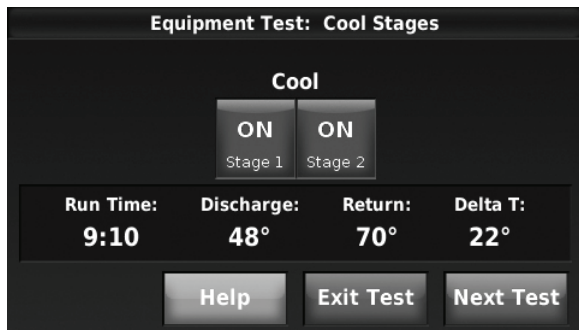 Equipment Test: Cool Stages
Cool
ON ON
Stage 1 Stage 2
Run Time: Discharge: Return: Delta T:
9:10 48° 70° 22°
Help Exit Test Next Test